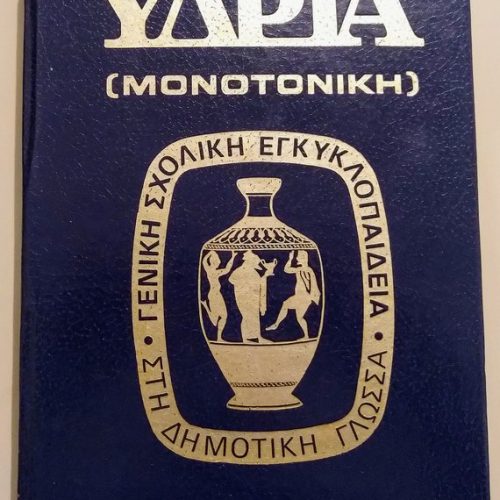 ΥΔΡΙΑ
(ΜΟΝΟΤΟΝΙΚΗ)
ΓΕΝΙΚΗ ΣΧΟΛΙΚΗ ΕΓΚΥΚΛΟΠΑΙΔΕΙΑ
• ΣΤΗ ΔΗΜΟΤΙΚΗ ΓΛΩΣΣΑ •